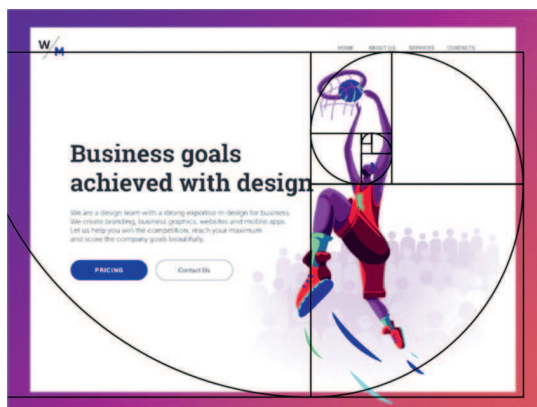 W
M
HOME ABOUT US SERVICES CONTACTS
Business goals
achieved with design
We are a design team with a strong expertise in design for business.
We create branding, business graphics, websites and mobile apps.
Let us help you win the competition, reach your maximum
and score the company goals beautifully.
PRICING Contact Us